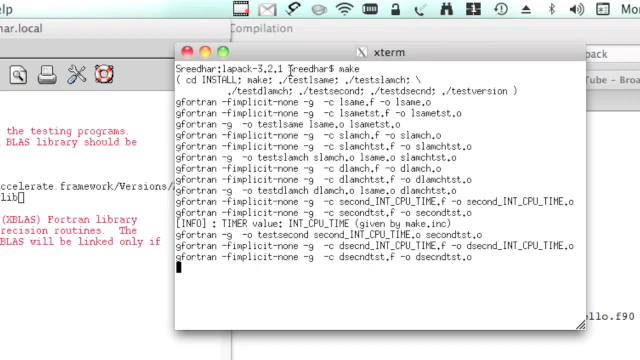 elp
Mon
ar.local
Compilation
xterm
pack
Tube - Broa
the testing programs.
BLAS library should be
ccelerate.framework/Versions/
lib
(XBLAS) Fortran library
recision routines. The
BLAS will be linked only if
Sreedhar:lapack-3.2.1 Sreedhar$ make
( cd INSTALL; make; ./testlsame; ./testslamch; \
./testdlamch; ./testsecond; ./testdsecnd; ./testversion )
gfortran -fimplicit-none -g -c lsame.f -o lsame.o
gfortran -fimplicit-none -g -c lsametst.f -o lsametst.o
gfortran -g -o testlsame lsame.o lsametst.o
gfortran -fimplicit-none -g -c slamch.f -o slamch.o
gfortran -fimplicit-none -g -c slamchtst.f -o slamchtst.o
gfortran -g -o testslamch slamch.o lsame.o slamchtst.o
gfortran -fimplicit-none -g -c dlamch.f -o dlamch.o
gfortran -fimplicit-none -g -c dlamchtst.f -o dlamchtst.o
gfortran -g -o testdlamch dlamch.o lsame.o dlamchtst.o
gfortran -fimplicit-none -g -c second_INT_CPU_TIME.f -o second_INT_CPU_TIME.o
gfortran -fimplicit-none -g -c secondtst.f -o secondtst.o
[INFO] : TIMER value: INT_CPU_TIME (given by make.inc)
gfortran -g -o testsecond second_INT_CPU_TIME.o secondtst.o
gfortran -fimplicit-none -g -c dsecnd_INT_CPU_TIME.f -o dsecnd_INT_CPU_TIME.o
gfortran -fimplicit-none -g -c dsecndtst.f -o dsecndtst.o
llo.f90